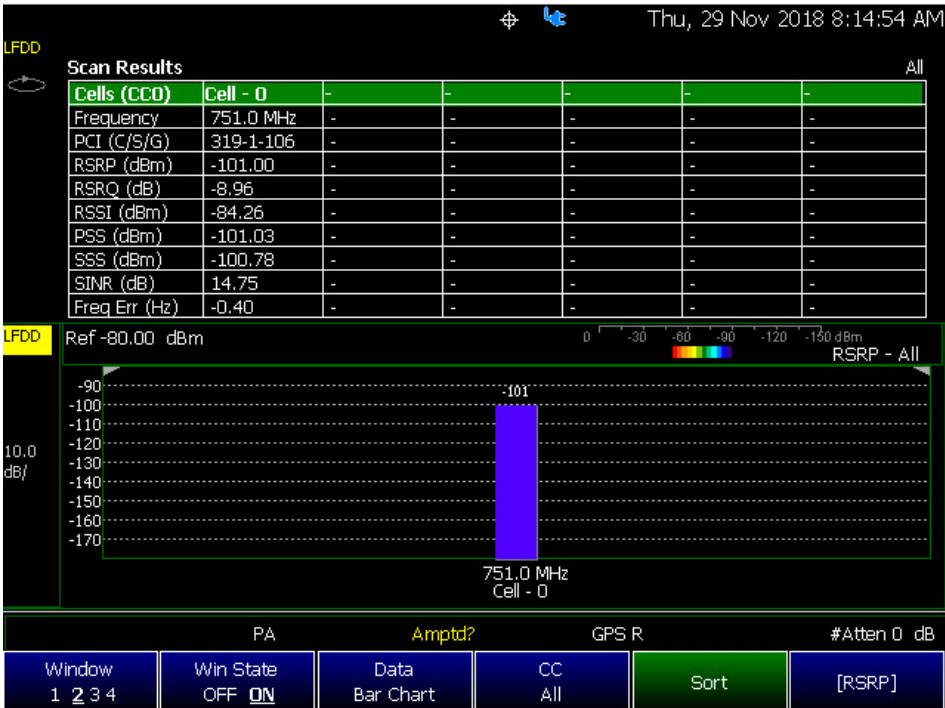 Thu, 29 Nov 2018 8:14:54 AM
LFDD
Scan Results All
Cells (CC0) Cell - 0 - - - - -
Frequency 751.0 MHz - - - - -
PCI (C/S/G) 319-1-106 - - - - -
RSRP (dBm) -101.00 - - - - -
RSRQ (dB) -8.96 - - - - -
RSSI (dBm) -84.26 - - - - -
PSS (dBm) -101.03 - - - - -
SSS (dBm) -100.78 - - - - -
SINR (dB) 14.75 - - - - -
Freq Err (Hz) -0.40 - - - - -
LFDD Ref -80.00 dBm 0 -30 -60 -90 -120 -150 dBm
RSRP - All
-90
-101
-100
-110
-120
10.0
dB/
-130
-140
-150
-160
-170
751.0 MHz
Cell - 0
PA Amptd? GPS R #Atten 0 dB
Window Win State Data CC Sort [RSRP]
1 2 3 4 OFF ON Bar Chart All